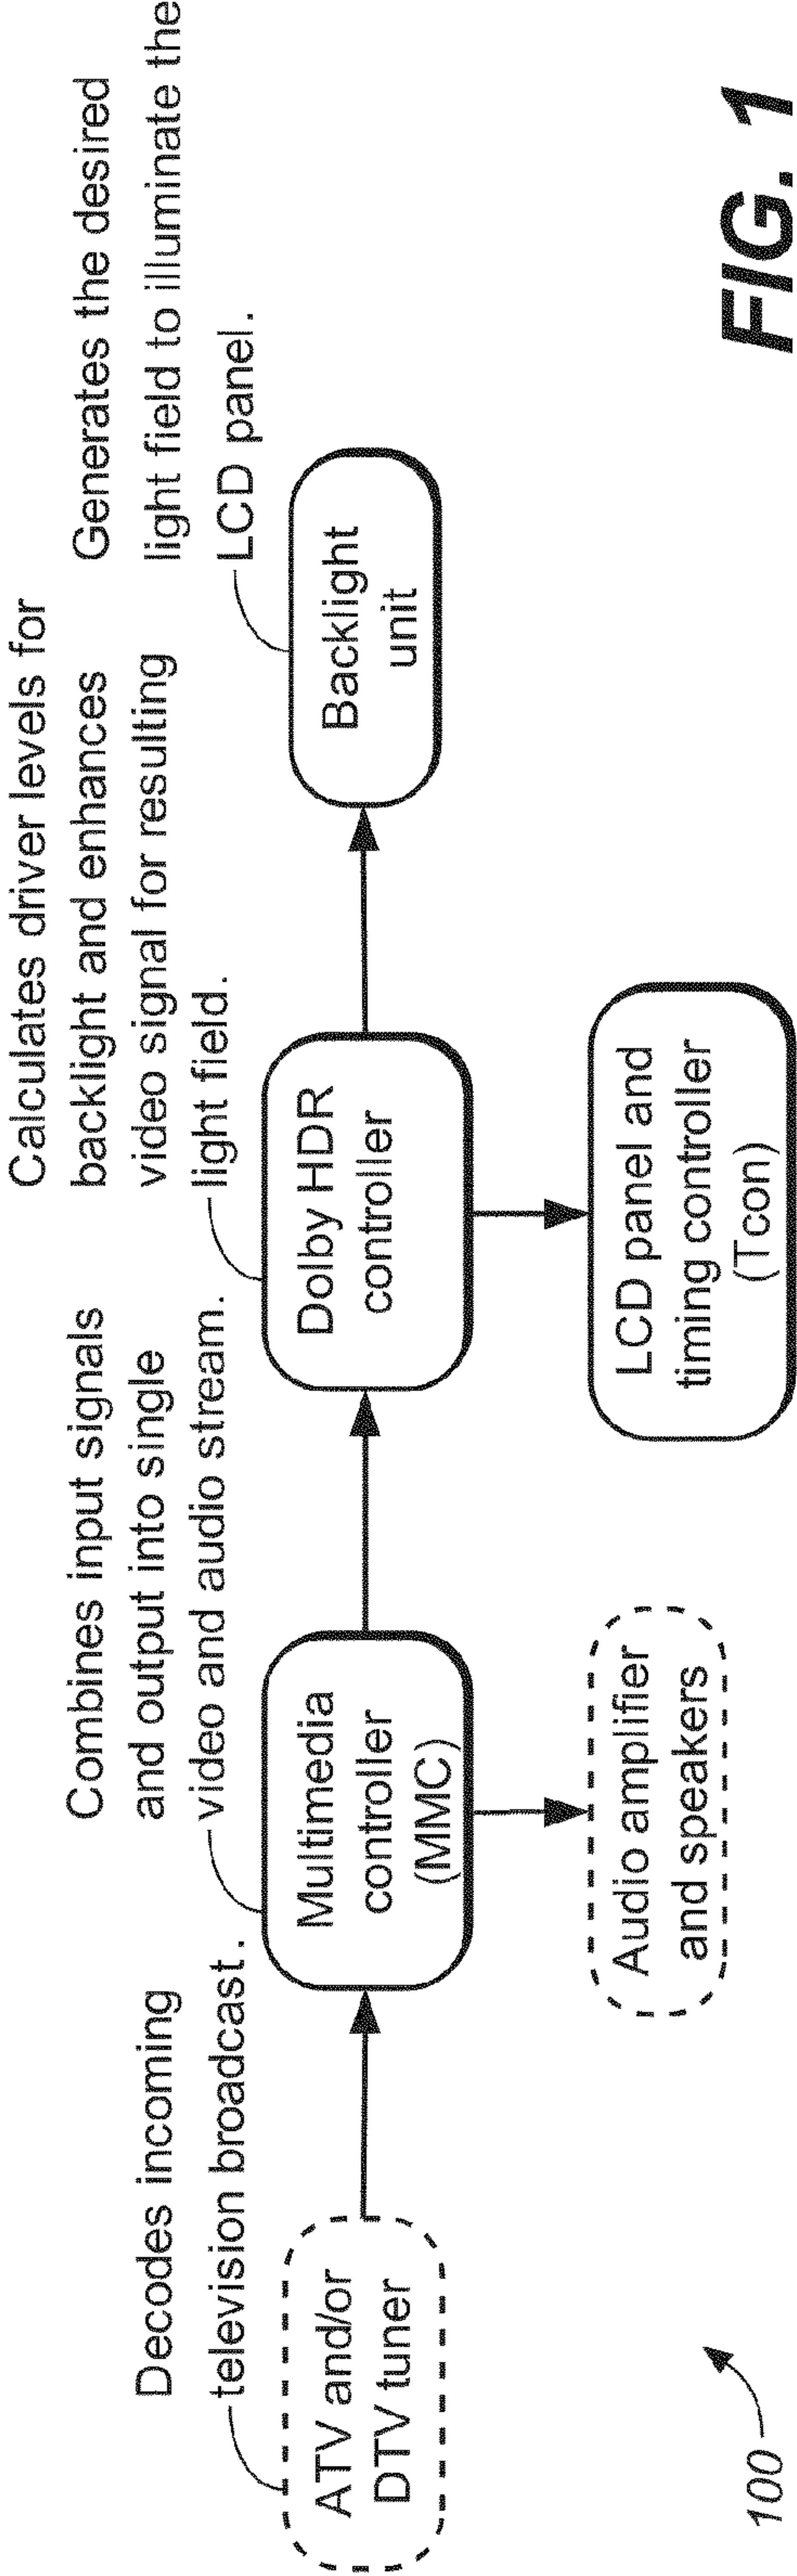 Decodes incoming
television broadcast.
ATV and/or
DTV tuner
Combines input signals
and output into single
video and audio stream.
Multimedia
controller
(MMC)
Audio amplifier
and speakers
Calculates driver levels for
backlight and enhances
video signal for resulting
light field.
Dolby HDR
controller
LCD panel and
timing controller
(Tcon)
Generates the desired
light field to illuminate the
LCD panel.
Backlight
unit
100
FIG. 1